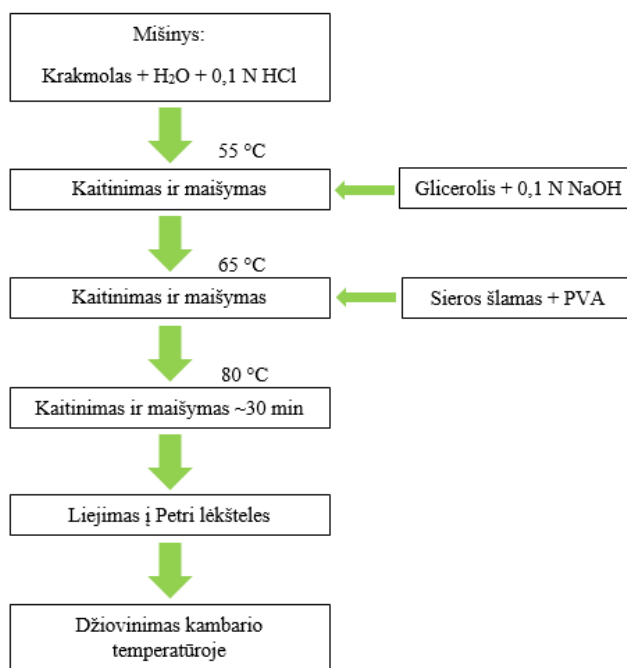 Mišinys:
Krakmolas + H₂O + 0,1 N HCl
55 °C
Kaitinimas ir maišymas
Glicerolis + 0,1 N NaOH
65 °C
Kaitinimas ir maišymas
Sieros šlamas + PVA
80 °C
Kaitinimas ir maišymas ~30 min
Liejimas į Petri lėkšteles
Džiovinimas kambario
temperatūroje